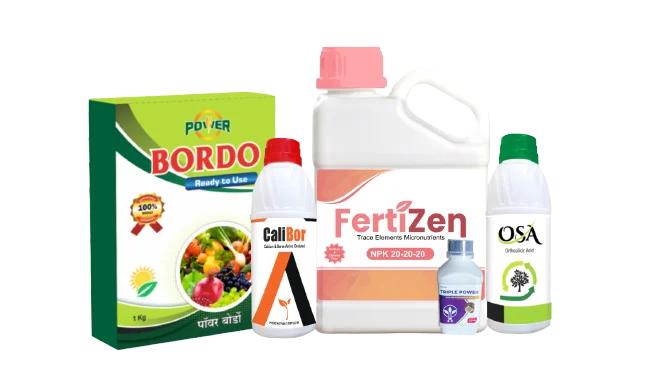 POWER
BORDO
Ready to Use
100%
1 Kg
पॉवर बोर्डो
CaliBor
FertiZen
Trace Elements Micronutrients
NPK 20-20-20
TRIPLE POWER
OSA
Orthosilicic Acid